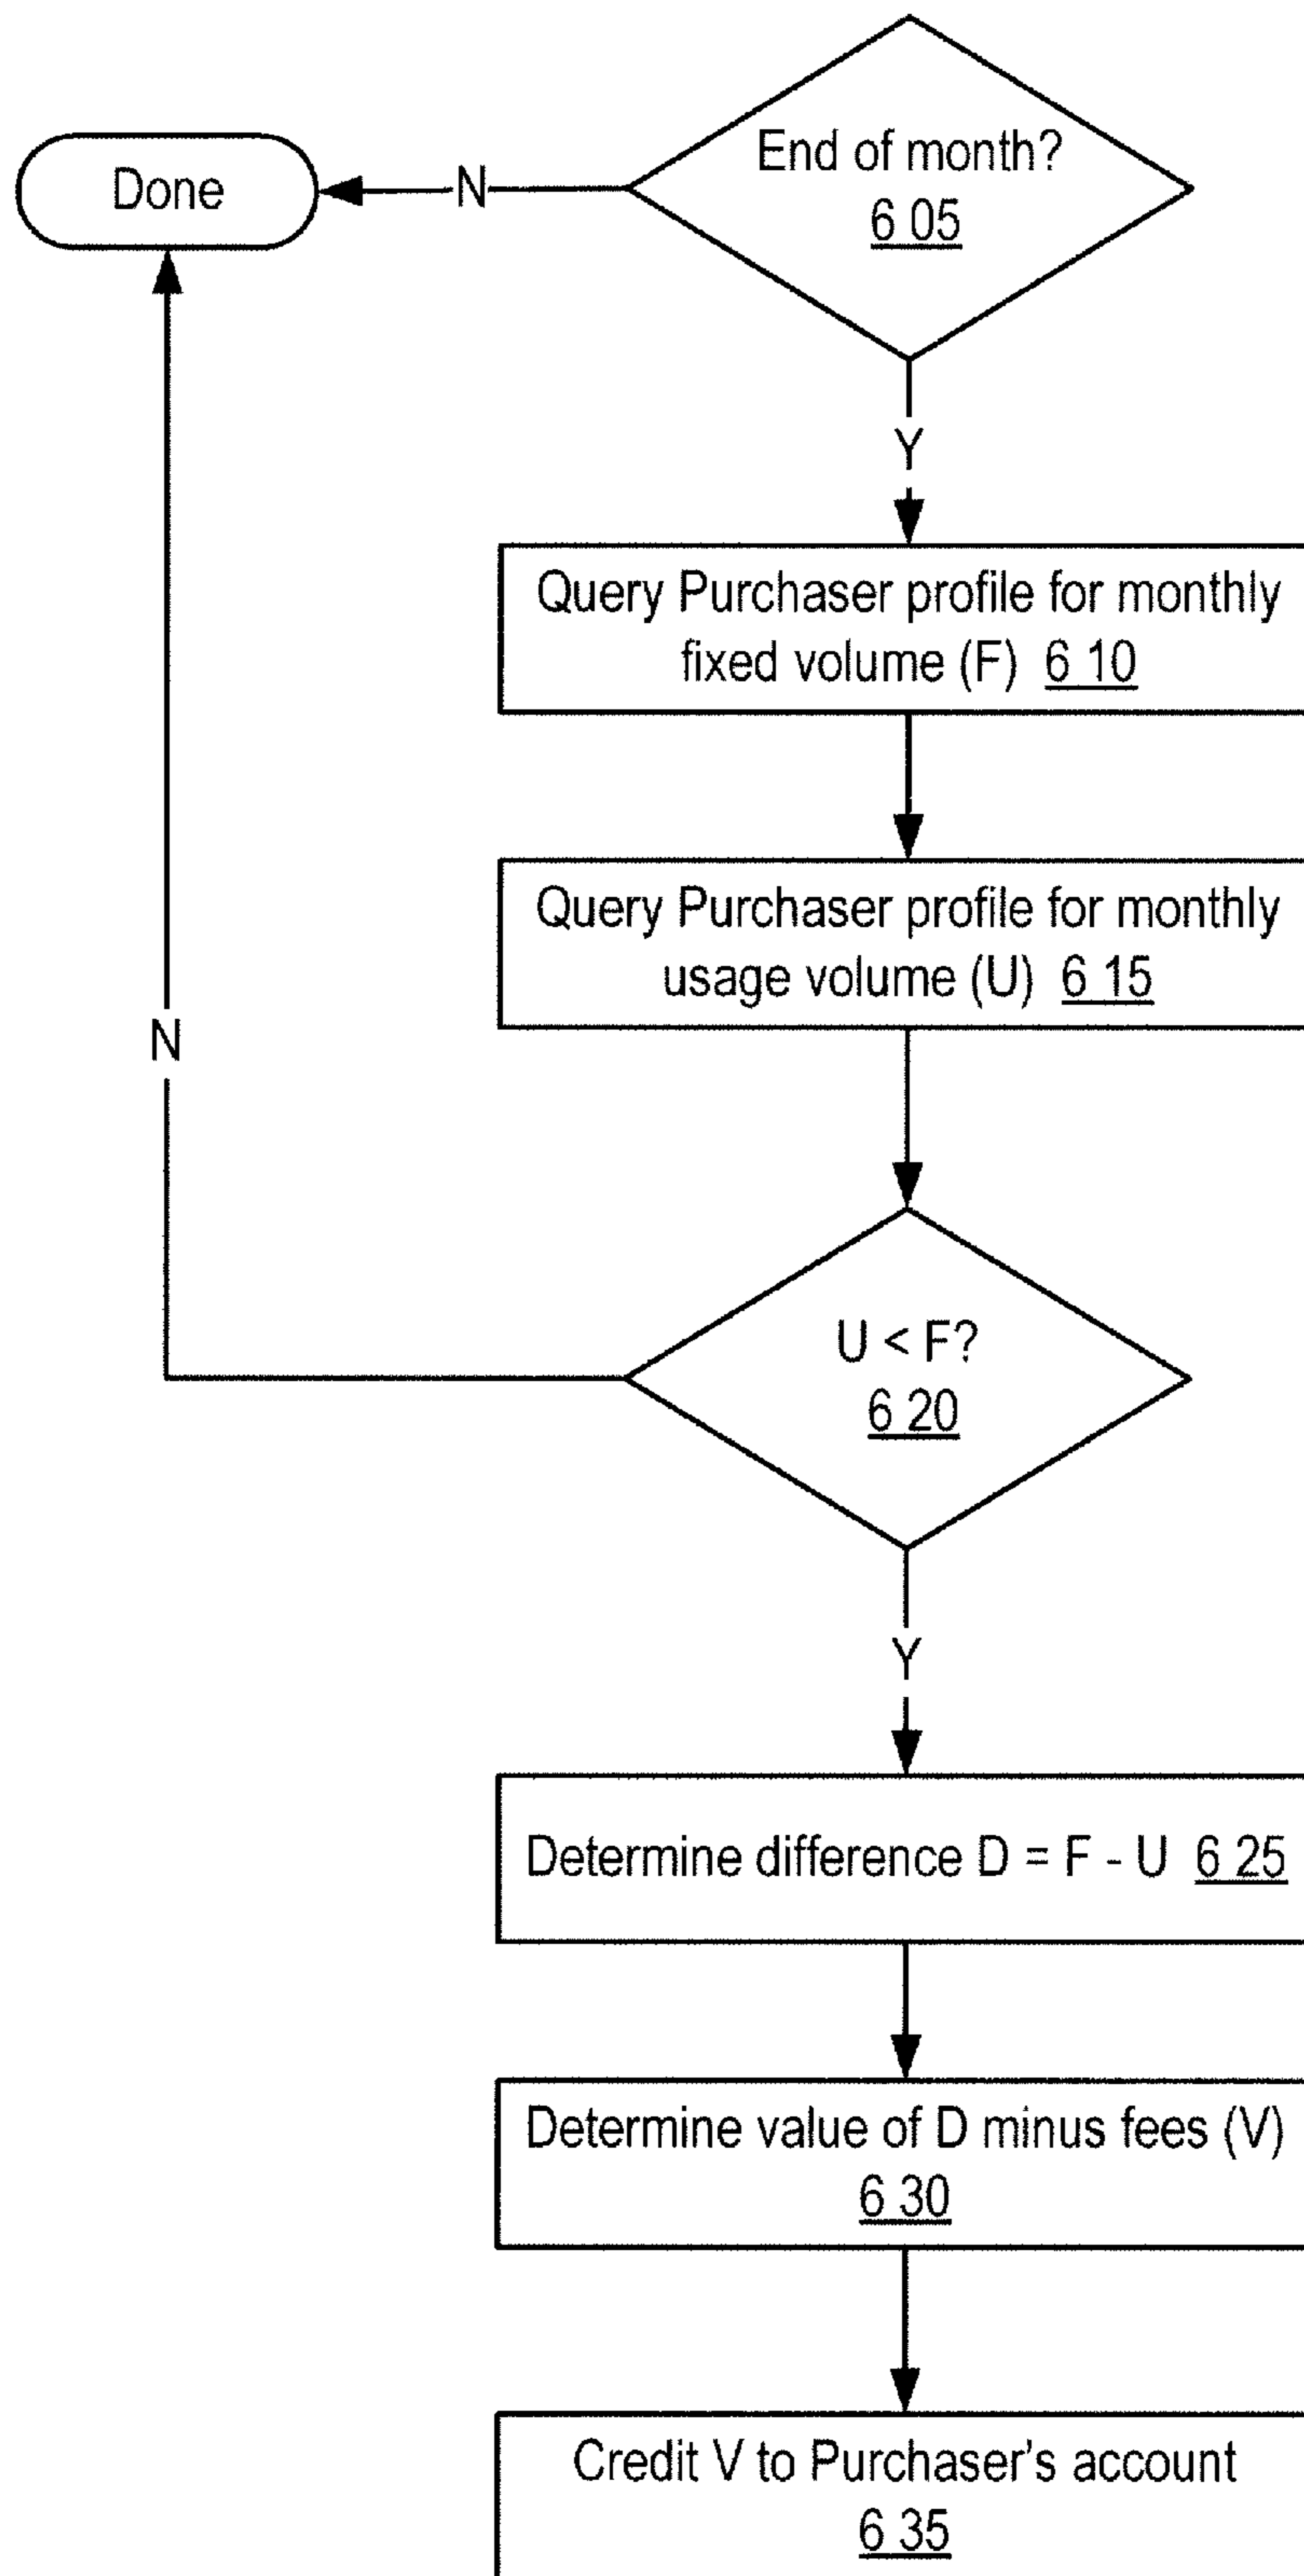 End of month?
6 05
Done
N
Y
Query Purchaser profile for monthly
fixed volume (F) 6 10
Query Purchaser profile for monthly
usage volume (U) 6 15
N
U < F?
6 20
Y
Determine difference D = F - U 6 25
Determine value of D minus fees (V)
6 30
Credit V to Purchaser's account
6 35